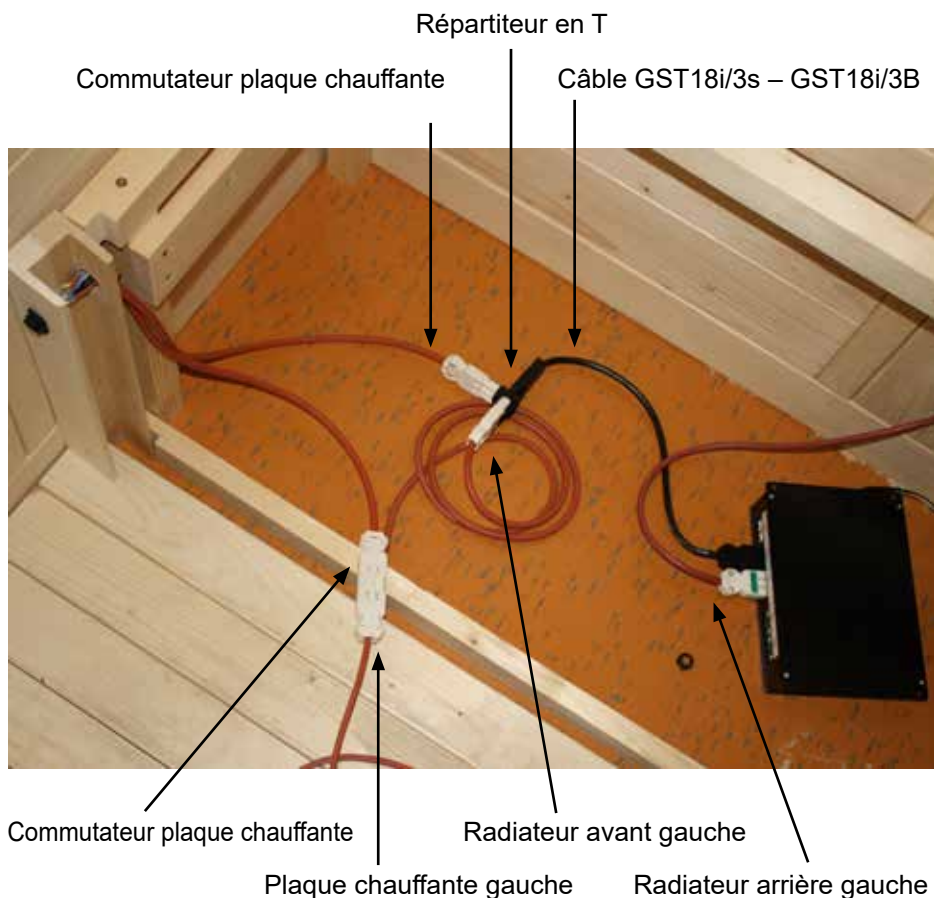 Répartiteur en T
Commutateur plaque chauffante
Câble GST18i/3s – GST18i/3B
Commutateur plaque chauffante
Radiateur avant gauche
Plaque chauffante gauche
Radiateur arrière gauche